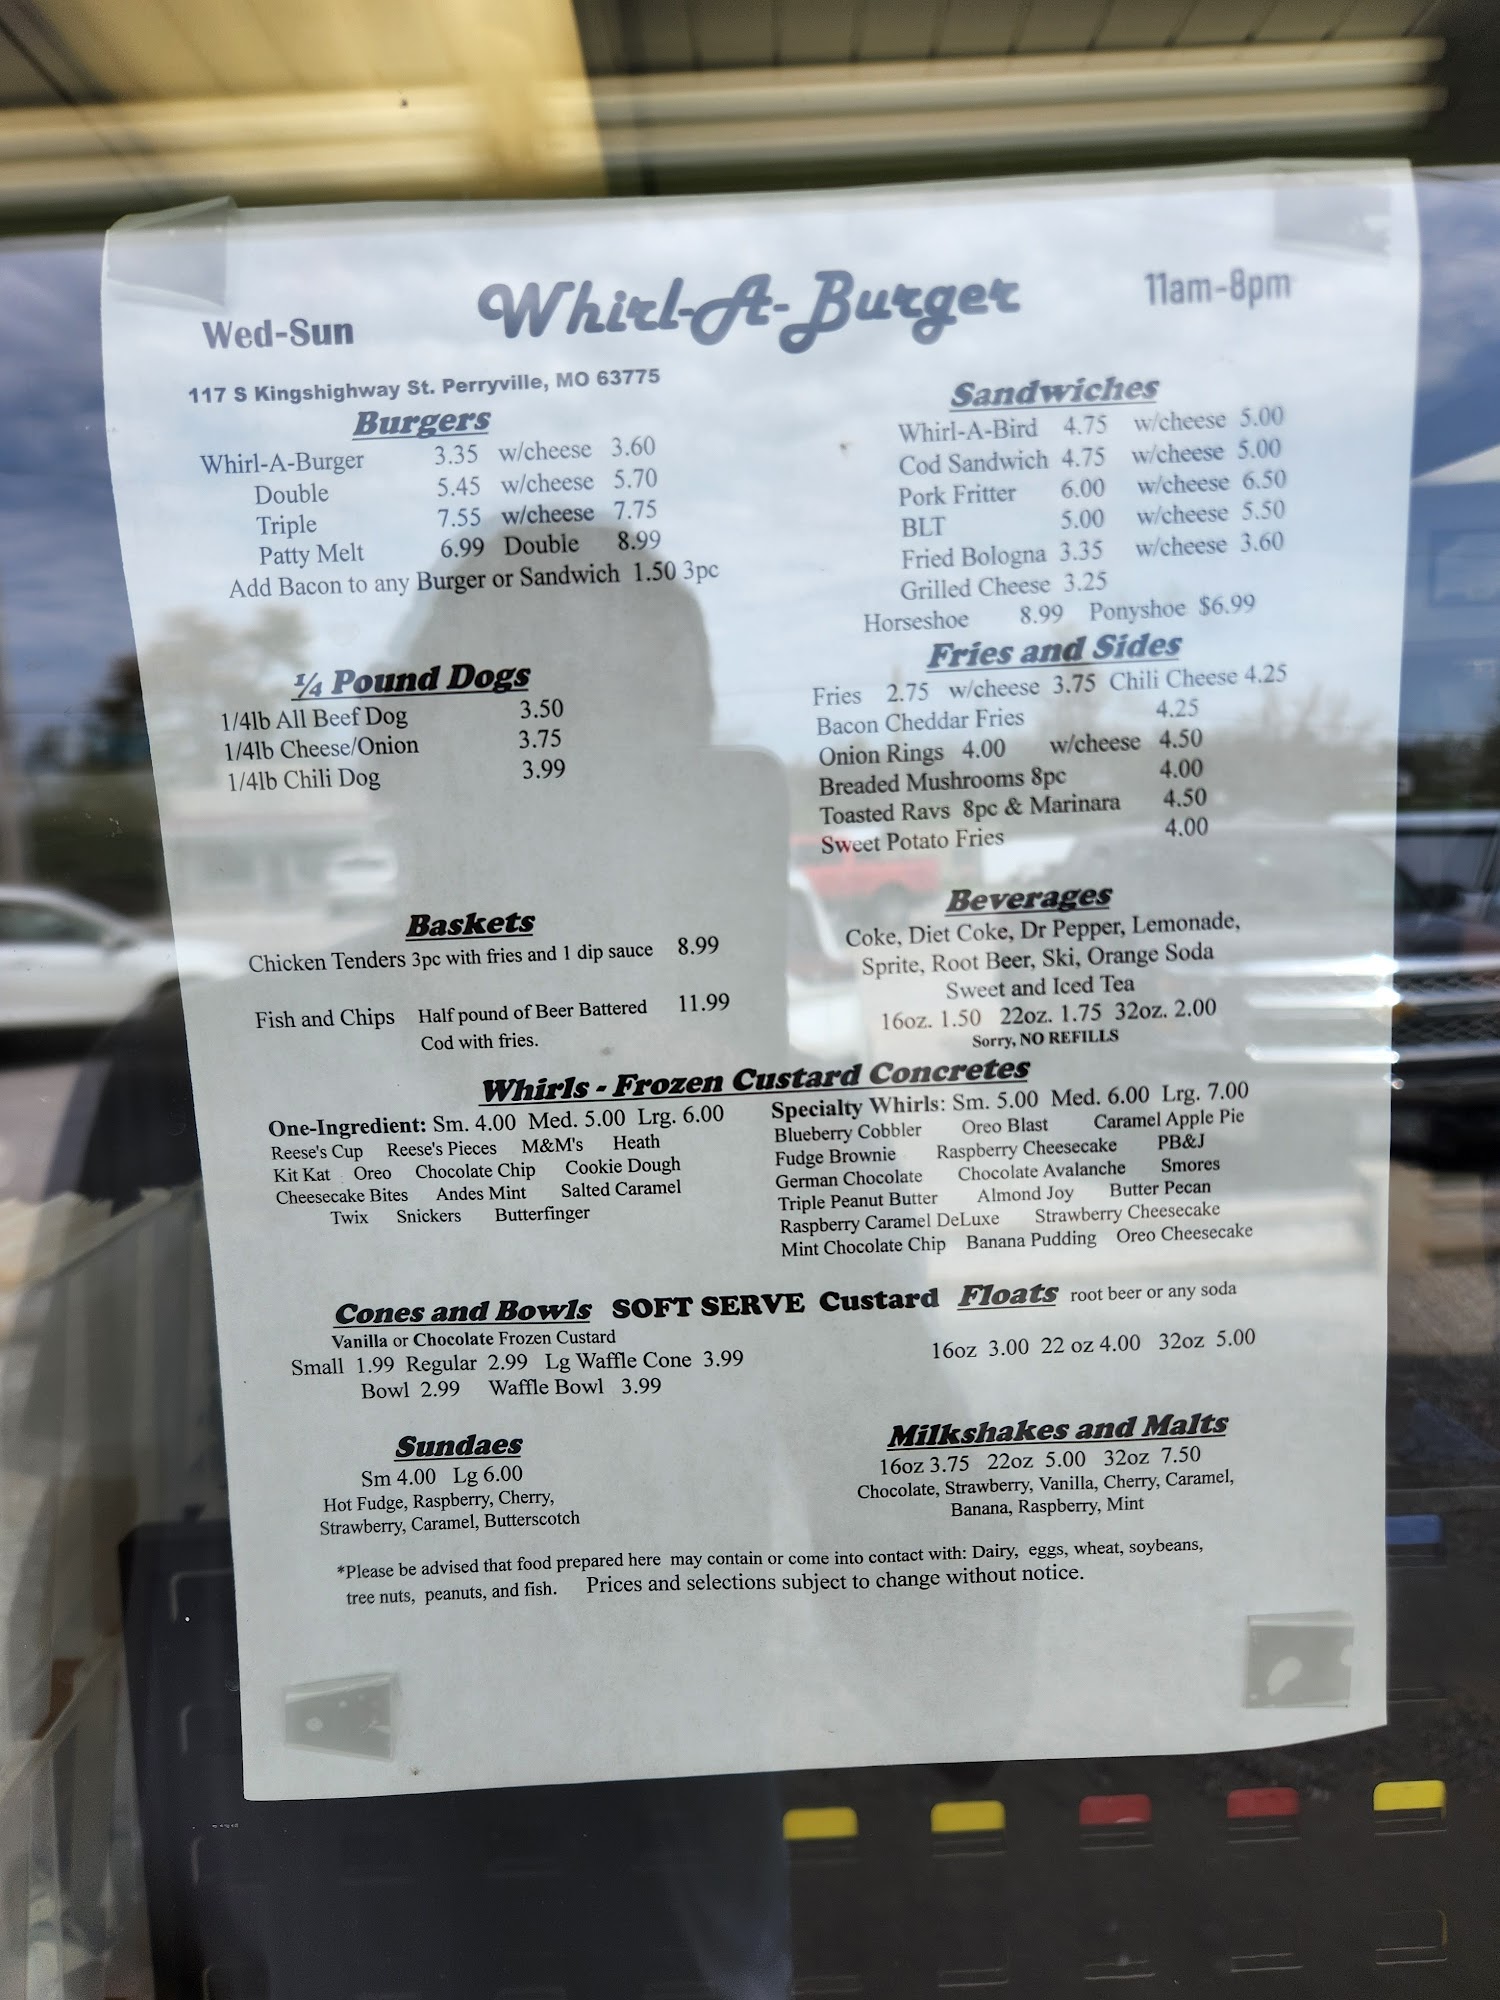 Whirl-A-Burger
Wed-Sun
11am-8pm
117 S Kingshighway St. Perryville, MO 63775
Burgers
Whirl-A-Burger 3.35 w/cheese 3.60
Double 5.45 w/cheese 5.70
Triple 7.55 w/cheese 7.75
Patty Melt 6.99 Double 8.99
Add Bacon to any Burger or Sandwich 1.50 3pc
1/4 Pound Dogs
1/4lb All Beef Dog 3.50
1/4lb Cheese/Onion 3.75
1/4lb Chili Dog 3.99
Baskets
Chicken Tenders 3pc with fries and 1 dip sauce 8.99
Fish and Chips Half pound of Beer Battered 11.99
Cod with fries.
Sandwiches
Whirl-A-Bird 4.75 w/cheese 5.00
Cod Sandwich 4.75 w/cheese 5.00
Pork Fritter 6.00 w/cheese 6.50
BLT 5.00 w/cheese 5.50
Fried Bologna 3.35 w/cheese 3.60
Grilled Cheese 3.25
Horseshoe 8.99 Ponyshoe $6.99
Fries and Sides
Fries 2.75 w/cheese 3.75 Chili Cheese 4.25
Bacon Cheddar Fries 4.25
Onion Rings 4.00 w/cheese 4.50
Breaded Mushrooms 8pc 4.00
Toasted Ravs 8pc & Marinara 4.50
Sweet Potato Fries 4.00
Beverages
Coke, Diet Coke, Dr Pepper, Lemonade,
Sprite, Root Beer, Ski, Orange Soda
Sweet and Iced Tea
16oz. 1.50 22oz. 1.75 32oz. 2.00
Sorry, NO REFILLS
Whirls - Frozen Custard Concretes
One-Ingredient: Sm. 4.00 Med. 5.00 Lrg. 6.00
Reese's Cup Reese's Pieces M&M's Heath
Kit Kat Oreo Chocolate Chip Cookie Dough
Cheesecake Bites Andes Mint Salted Caramel
Twix Snickers Butterfinger
Specialty Whirls: Sm. 5.00 Med. 6.00 Lrg. 7.00
Blueberry Cobbler Oreo Blast Caramel Apple Pie
Fudge Brownie Raspberry Cheesecake PB&J
German Chocolate Chocolate Avalanche Smores
Triple Peanut Butter Almond Joy Butter Pecan
Raspberry Caramel DeLuxe Strawberry Cheesecake
Mint Chocolate Chip Banana Pudding Oreo Cheesecake
Cones and Bowls SOFT SERVE Custard Floats root beer or any soda
Vanilla or Chocolate Frozen Custard
Small 1.99 Regular 2.99 Lg Waffle Cone 3.99
Bowl 2.99 Waffle Bowl 3.99
16oz 3.00 22 oz 4.00 32oz 5.00
Sundaes
Sm 4.00 Lg 6.00
Hot Fudge, Raspberry, Cherry,
Strawberry, Caramel, Butterscotch
Milkshakes and Malts
16oz 3.75 22oz 5.00 32oz 7.50
Chocolate, Strawberry, Vanilla, Cherry, Caramel,
Banana, Raspberry, Mint
*Please be advised that food prepared here may contain or come into contact with: Dairy, eggs, wheat, soybeans,
tree nuts, peanuts, and fish. Prices and selections subject to change without notice.